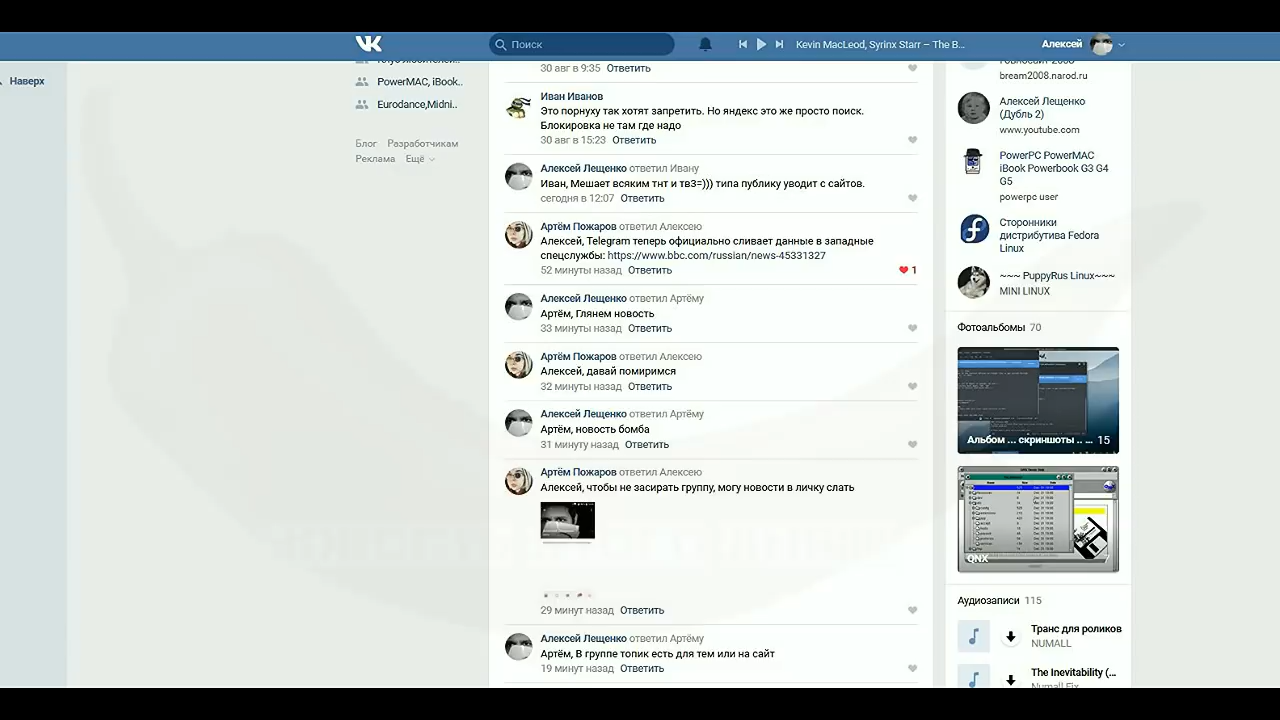 VK
Поиск
Kevin MacLeod, Syrinx Starr – The B...
Алексей
Наверх
PowerMAC, iBook..
Eurodance,Midni..
Блог Разработчикам
Реклама Ещё
30 авг в 9:35 Ответить
Иван Иванов
Это порнуху так хотят запретить. Но яндекс это же просто поиск.
Блокировка не там где надо
30 авг в 15:23 Ответить
Алексей Лещенко ответил Ивану
Иван, Мешает всяким тнт и тв3=))) типа публику уводит с сайтов.
сегодня в 12:07 Ответить
Артём Пожаров ответил Алексею
Алексей, Telegram теперь официально сливает данные в западные
спецслужбы: https://www.bbc.com/russian/news-45331327
52 минуты назад Ответить
1
Алексей Лещенко ответил Артёму
Артём, Глянем новость
33 минуты назад Ответить
Артём Пожаров ответил Алексею
Алексей, давай помиримся
32 минуты назад Ответить
Алексей Лещенко ответил Артёму
Артём, новость бомба
31 минуту назад Ответить
Артём Пожаров ответил Алексею
Алексей, чтобы не засирать группу, могу новости в личку слать
29 минут назад Ответить
Алексей Лещенко ответил Артёму
Артём, В группе топик есть для тем или на сайт
19 минут назад Ответить
bream2008.narod.ru
Алексей Лещенко
(Дубль 2)
www.youtube.com
PowerPC PowerMAC
iBook Powerbook G3 G4
G5
powerpc user
Сторонники
дистрибутива Fedora
Linux
~~~ PuppyRus Linux~~~
MINI LINUX
Фотоальбомы 70
Альбом ... скриншоты .. ... 15
QNX 7
Аудиозаписи 115
Транс для роликов
NUMALL
The Inevitability (...
Numall Fix